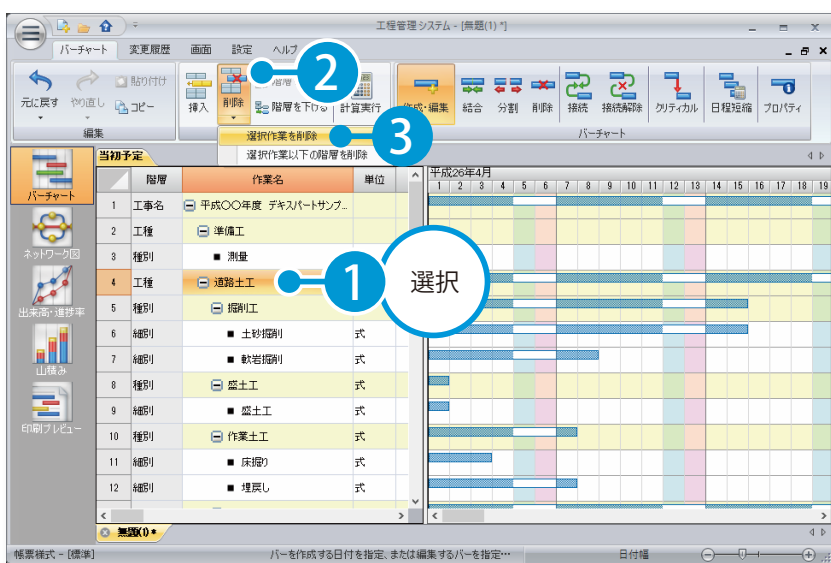 工程管理システム - [無題(1) *]
バーチャート 変更履歴 画面 設定 ヘルプ
元に戻す やり直し 貼り付け コピー
挿入 削除 階層を下げる 計算実行
作成・編集 結合 分割 削除 接続 接続解除 クリティカル 日程短縮 プロパティ
編集 バーチャート
選択作業を削除
選択作業以下の階層を削除
2
3
1
選択
バーチャート
ネットワーク図
出来高・進捗率
山積み
印刷プレビュー
当初予定
階層 作業名 単位
平成26年4月
1 2 3 4 5 6 7 8 9 10 11 12 13 14 15 16 17 18 19
1 工事名 平成〇〇年度 デキスパートサンプ...
2 工種 準備工
3 種別 ■ 測量
4 工種 道路土工
5 種別 掘削工
6 細別 ■ 土砂掘削 式
7 細別 ■ 軟岩掘削 式
8 種別 盛土工 式
9 細別 ■ 盛土工 式
10 種別 作業土工 式
11 細別 ■ 床掘り 式
12 細別 ■ 埋戻し 式
無題(1)*
帳票様式 - [標準] バーを作成する日付を指定、または編集するバーを指定… 日付幅